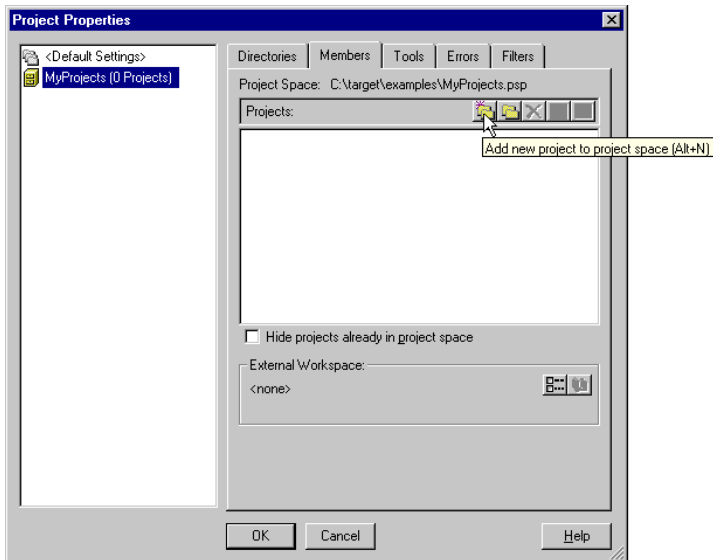 Project Properties
<Default Settings>
MyProjects (0 Projects)
Directories Members Tools Errors Filters
Project Space: C:\target\examples\MyProjects.psp
Projects:
Add new project to project space (Alt+N)
Hide projects already in project space
External Workspace:
<none>
OK Cancel Help